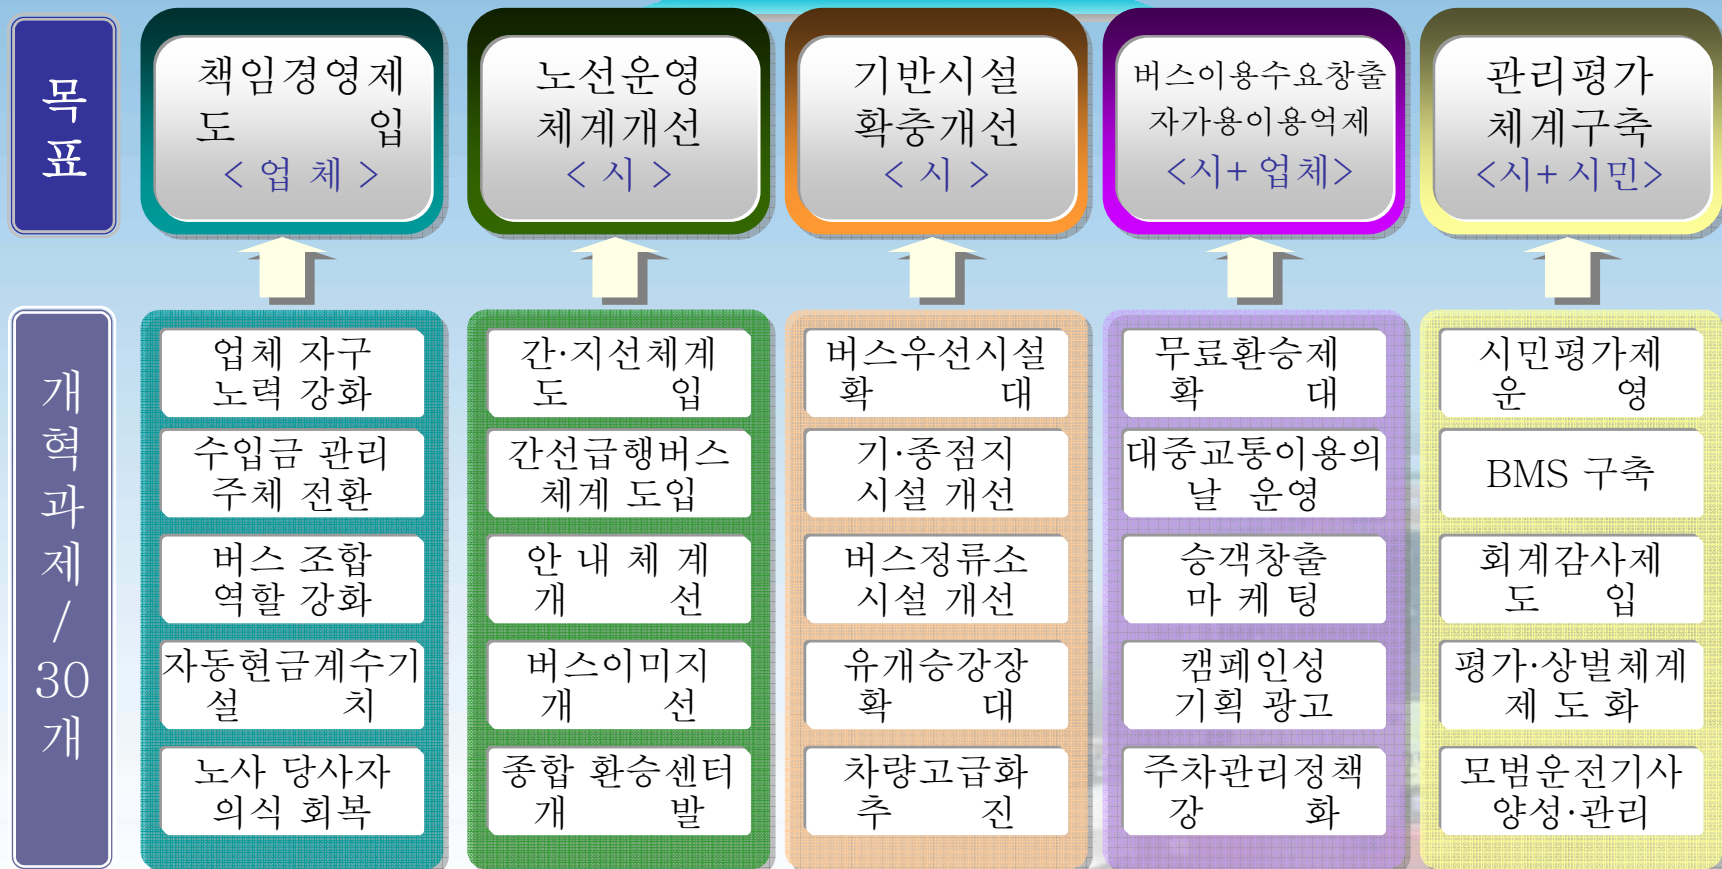 목
표
책임경영제
도 입
< 업 체 >
노선운영
체계개선
< 시 >
기반시설
확충개선
< 시 >
버스이용수요창출
자가용이용억제
<시+ 업체>
관리평가
체계구축
<시+ 시민>
개
혁
과
제
/
30
개
업체 자구
노력 강화
수입금 관리
주체 전환
버스 조합
역할 강화
자동현금계수기
설 치
노사 당사자
의식 회복
간·지선체계
도 입
간선급행버스
체계 도입
안 내 체 계
개 선
버스이미지
개 선
종합 환승센터
개 발
버스우선시설
확 대
기·종점지
시설 개선
버스정류소
시설 개선
유개승강장
확 대
차량고급화
추 진
무료환승제
확 대
대중교통이용의
날 운영
승객창출
마 케 팅
캠페인성
기획 광고
주차관리정책
강 화
시민평가제
운 영
BMS 구축
회계감사제
도 입
평가·상벌체계
제 도 화
모범운전기사
양성·관리